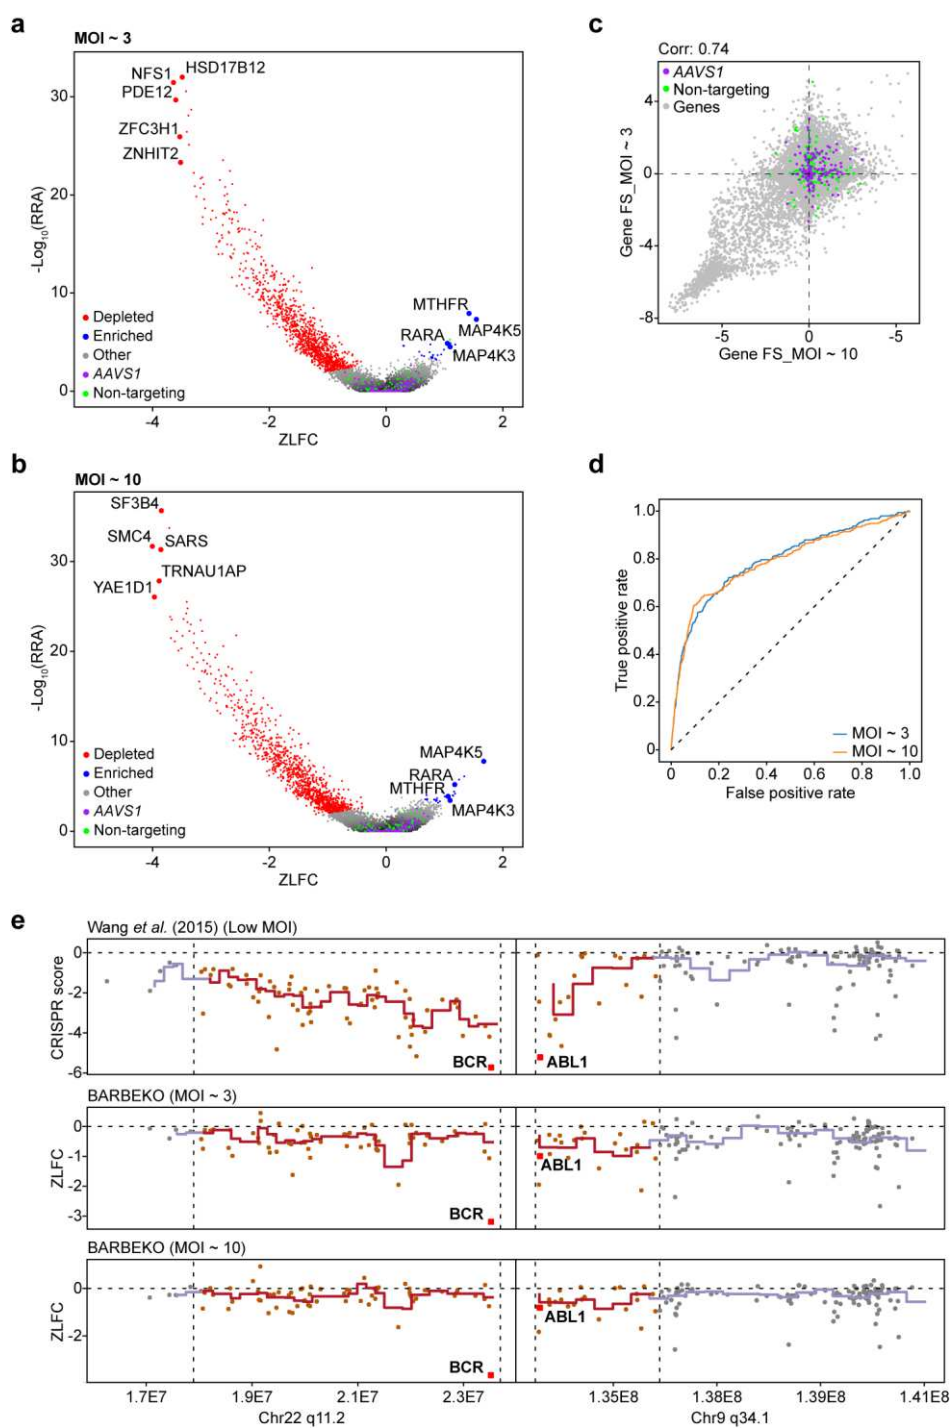 a
MOI ~ 3
HSD17B12
NFS1
PDE12
ZFC3H1
ZNHIT2
MTHFR
MAP4K5
RARA
MAP4K3
Depleted
Enriched
Other
AAVS1
Non-targeting
30
20
10
0
-Log10(RRA)
-4 -2 0 2
ZLFC
b
MOI ~ 10
SF3B4
SMC4
SARS
TRNAU1AP
YAE1D1
MAP4K5
RARA
MTHFR
MAP4K3
Depleted
Enriched
Other
AAVS1
Non-targeting
30
20
10
0
-Log10(RRA)
-4 -2 0 2
ZLFC
c
Corr: 0.74
AAVS1
Non-targeting
Genes
4
0
-4
-8
Gene FS_MOI ~ 3
-5 0 -5
Gene FS_MOI ~ 10
d
1.0
0.8
0.6
0.4
0.2
0
True positive rate
MOI ~ 3
MOI ~ 10
0 0.2 0.4 0.6 0.8 1.0
False positive rate
e
Wang et al. (2015) (Low MOI)
0
-2
-4
-6
CRISPR score
BCR
ABL1
BARBEKO (MOI ~ 3)
0
-1
-2
-3
ZLFC
BCR
ABL1
BARBEKO (MOI ~ 10)
0
-2
ZLFC
BCR
ABL1
1.7E7 1.9E7 2.1E7 2.3E7 1.35E8 1.38E8 1.39E8 1.41E8
Chr22 q11.2 Chr9 q34.1